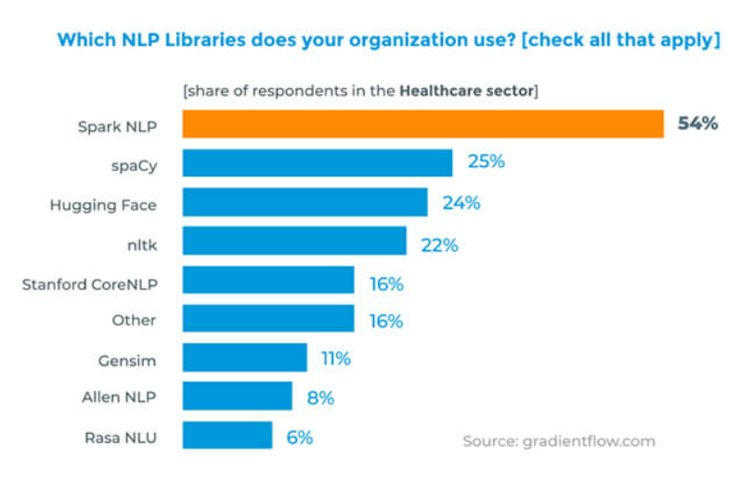 Which NLP Libraries does your organization use? [check all that apply]
[share of respondents in the Healthcare sector]
Spark NLP 54%
spaCy 25%
Hugging Face 24%
nltk 22%
Stanford CoreNLP 16%
Other 16%
Gensim 11%
Allen NLP 8%
Rasa NLU 6%
Source: gradientflow.com